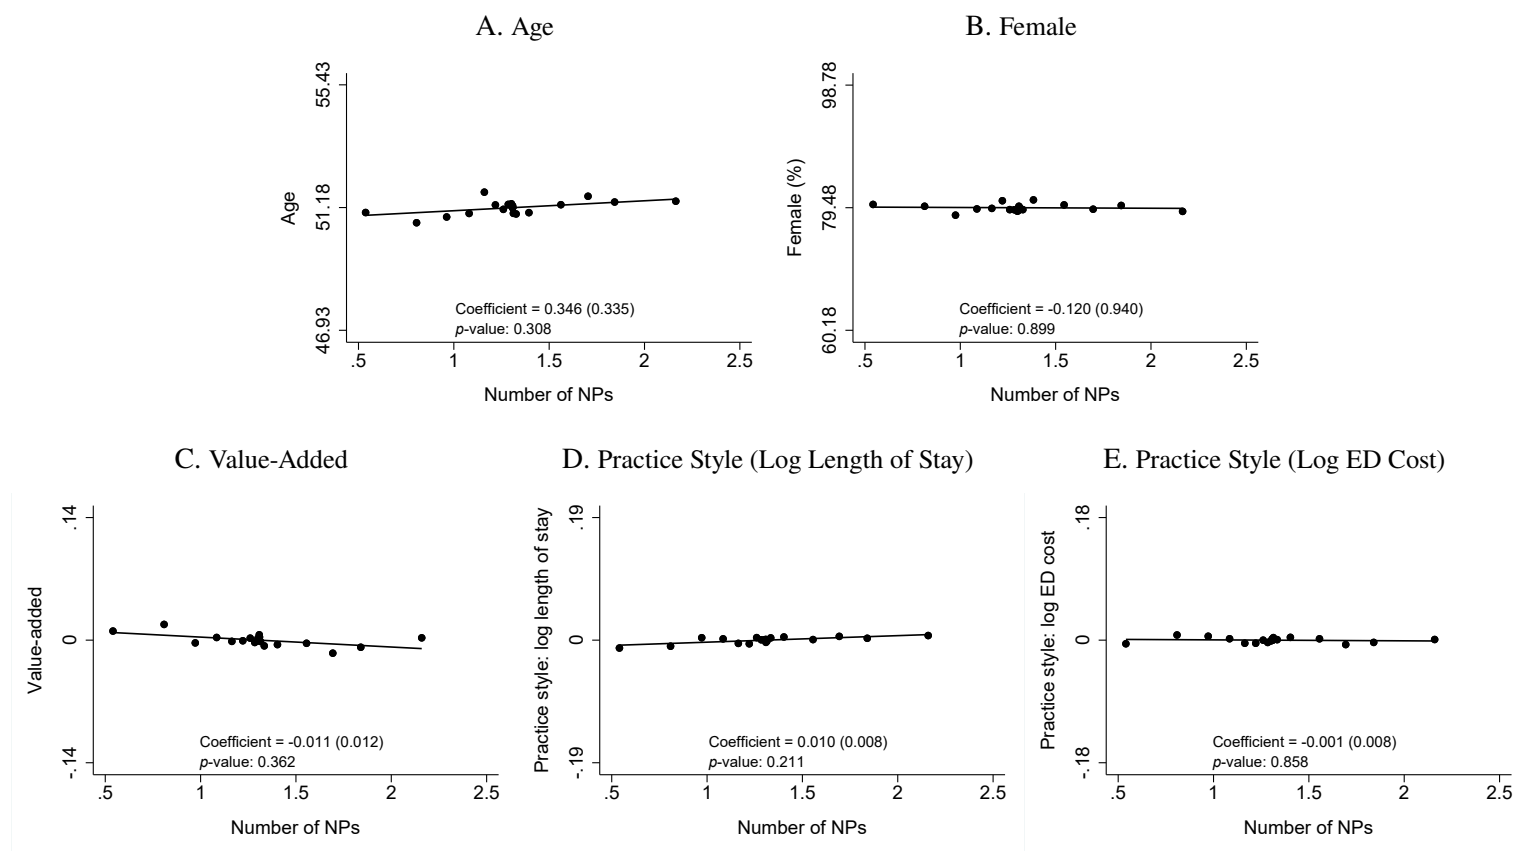 A. Age
55.43
51.18
46.93
Age
Coefficient = 0.346 (0.335)
p-value: 0.308
.5 1 1.5 2 2.5
Number of NPs
B. Female
98.78
79.48
60.18
Female (%)
Coefficient = -0.120 (0.940)
p-value: 0.899
.5 1 1.5 2 2.5
Number of NPs
C. Value-Added
.14
0
-.14
Value-added
Coefficient = -0.011 (0.012)
p-value: 0.362
.5 1 1.5 2 2.5
Number of NPs
D. Practice Style (Log Length of Stay)
.19
0
-.19
Practice style: log length of stay
Coefficient = 0.010 (0.008)
p-value: 0.211
.5 1 1.5 2 2.5
Number of NPs
E. Practice Style (Log ED Cost)
.18
0
-.18
Practice style: log ED cost
Coefficient = -0.001 (0.008)
p-value: 0.858
.5 1 1.5 2 2.5
Number of NPs